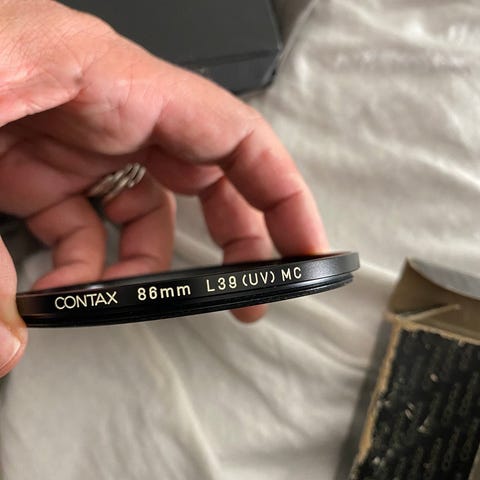 CONTAX 86mm L39 (UV) MC